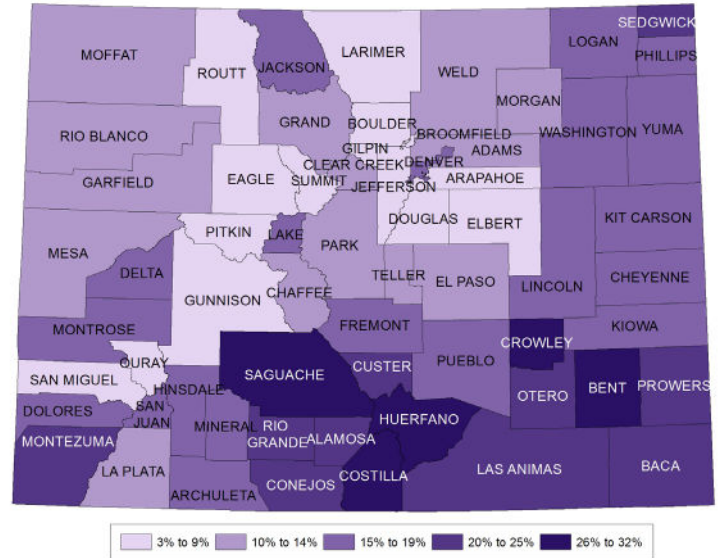 SEDGWICK
MOFFAT
ROUTT
JACKSON
LARIMER
LOGAN
PHILLIPS
WELD
MORGAN
GRAND
BOULDER
RIO BLANCO
BROOMFIELD
WASHINGTON
YUMA
GILPIN
ADAMS
CLEAR CREEK
DENVER
GARFIELD
EAGLE
SUMMIT
JEFFERSON
ARAPAHOE
DOUGLAS
ELBERT
KIT CARSON
PITKIN
LAKE
MESA
PARK
DELTA
TELLER
EL PASO
LINCOLN
CHEYENNE
GUNNISON
CHAFFEE
MONTROSE
FREMONT
KIOWA
CROWLEY
OURAY
PUEBLO
CUSTER
SAN MIGUEL
SAGUACHE
HINSDALE
OTERO
BENT
PROWERS
DOLORES
SAN
JUAN
HUERFANO
MINERAL
RIO
GRANDE
ALAMOSA
MONTEZUMA
LA PLATA
COSTILLA
LAS ANIMAS
BACA
CONEJOS
ARCHULETA
3% to 9%
10% to 14%
15% to 19%
20% to 25%
26% to 32%